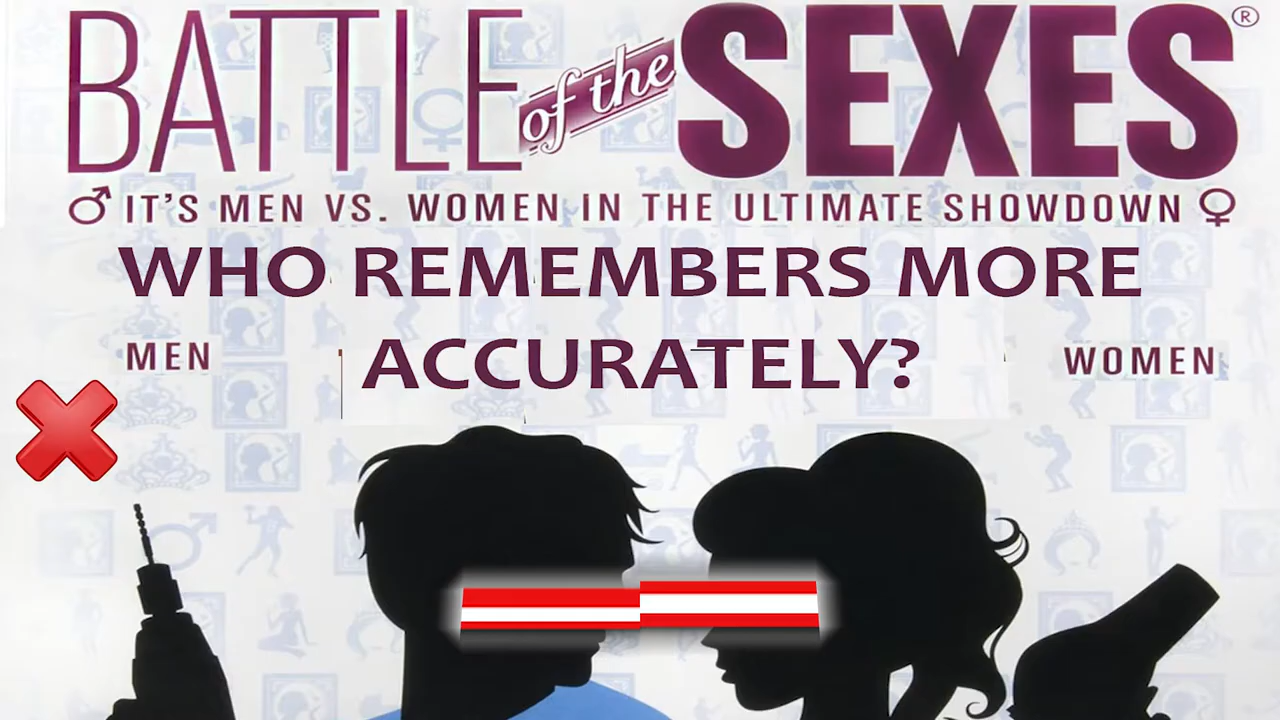 BATTLE of the SEXES®
♂ IT'S MEN VS. WOMEN IN THE ULTIMATE SHOWDOWN ♀
WHO REMEMBERS MORE
ACCURATELY?
MEN
WOMEN